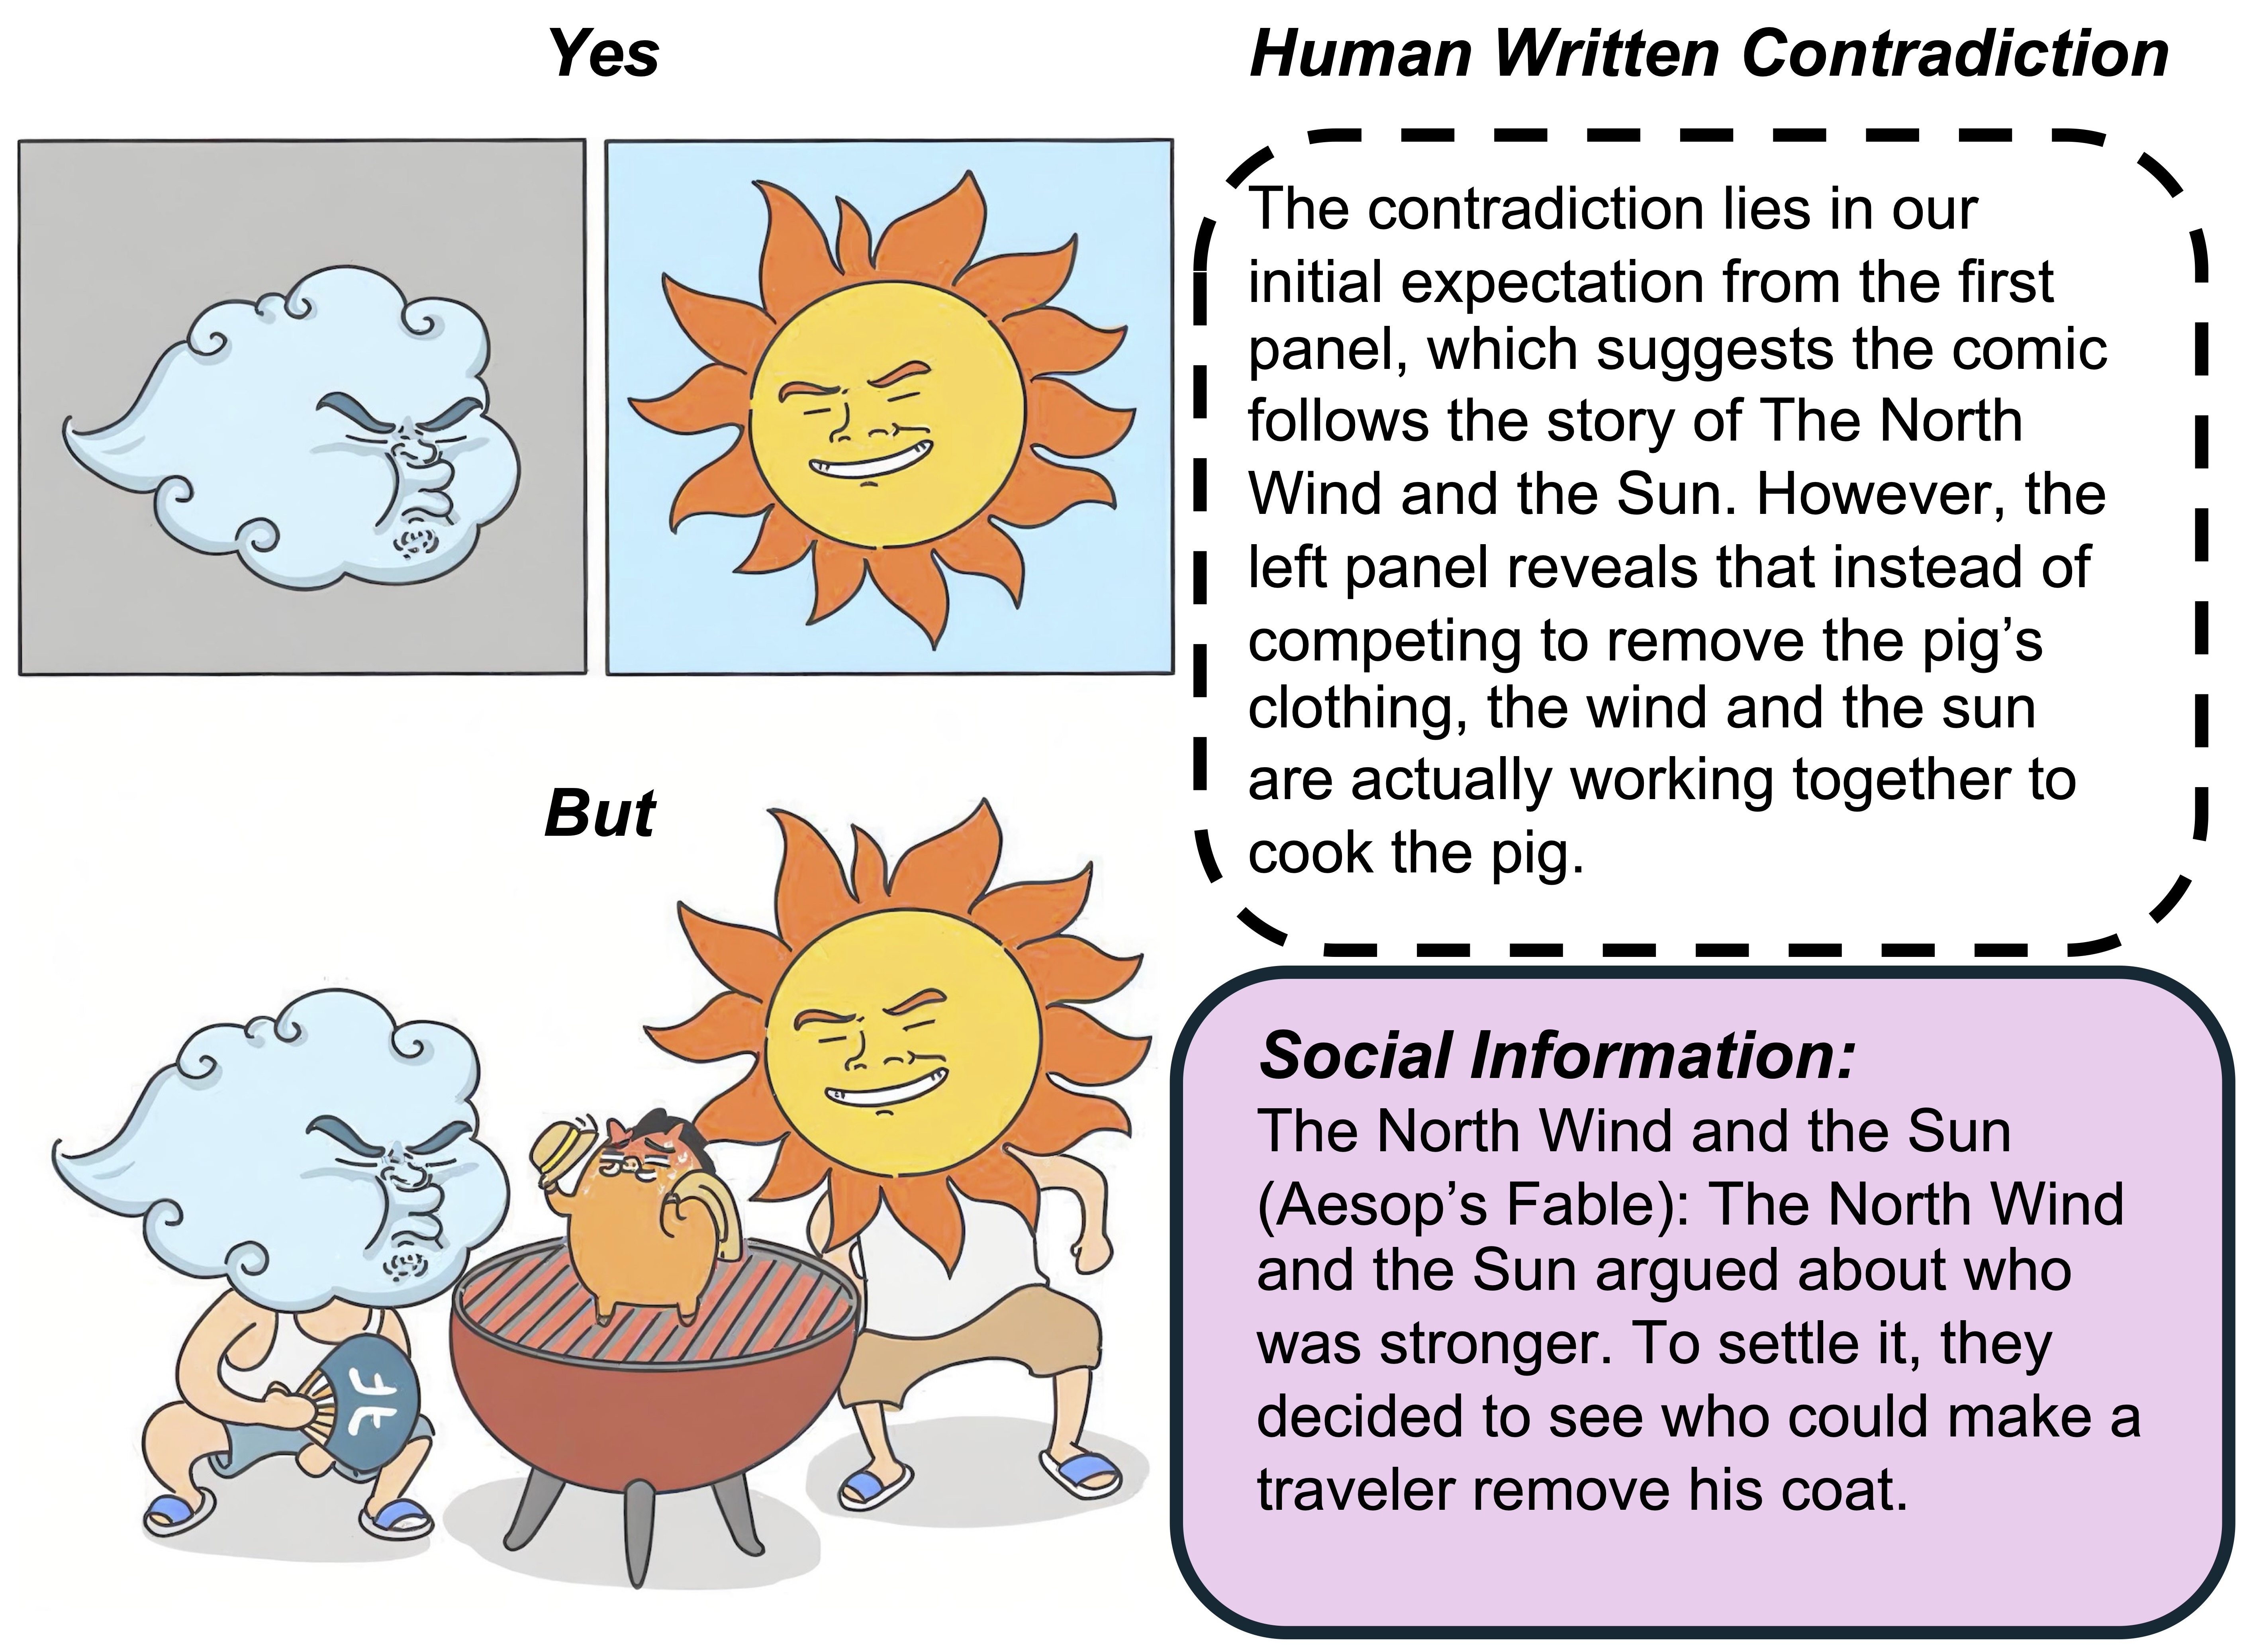 Yes
Human Written Contradiction
The contradiction lies in our
initial expectation from the first
panel, which suggests the comic
follows the story of The North
Wind and the Sun. However, the
left panel reveals that instead of
competing to remove the pig’s
clothing, the wind and the sun
are actually working together to
cook the pig.
But
北
Social Information:
The North Wind and the Sun
(Aesop’s Fable): The North Wind
and the Sun argued about who
was stronger. To settle it, they
decided to see who could make a
traveler remove his coat.